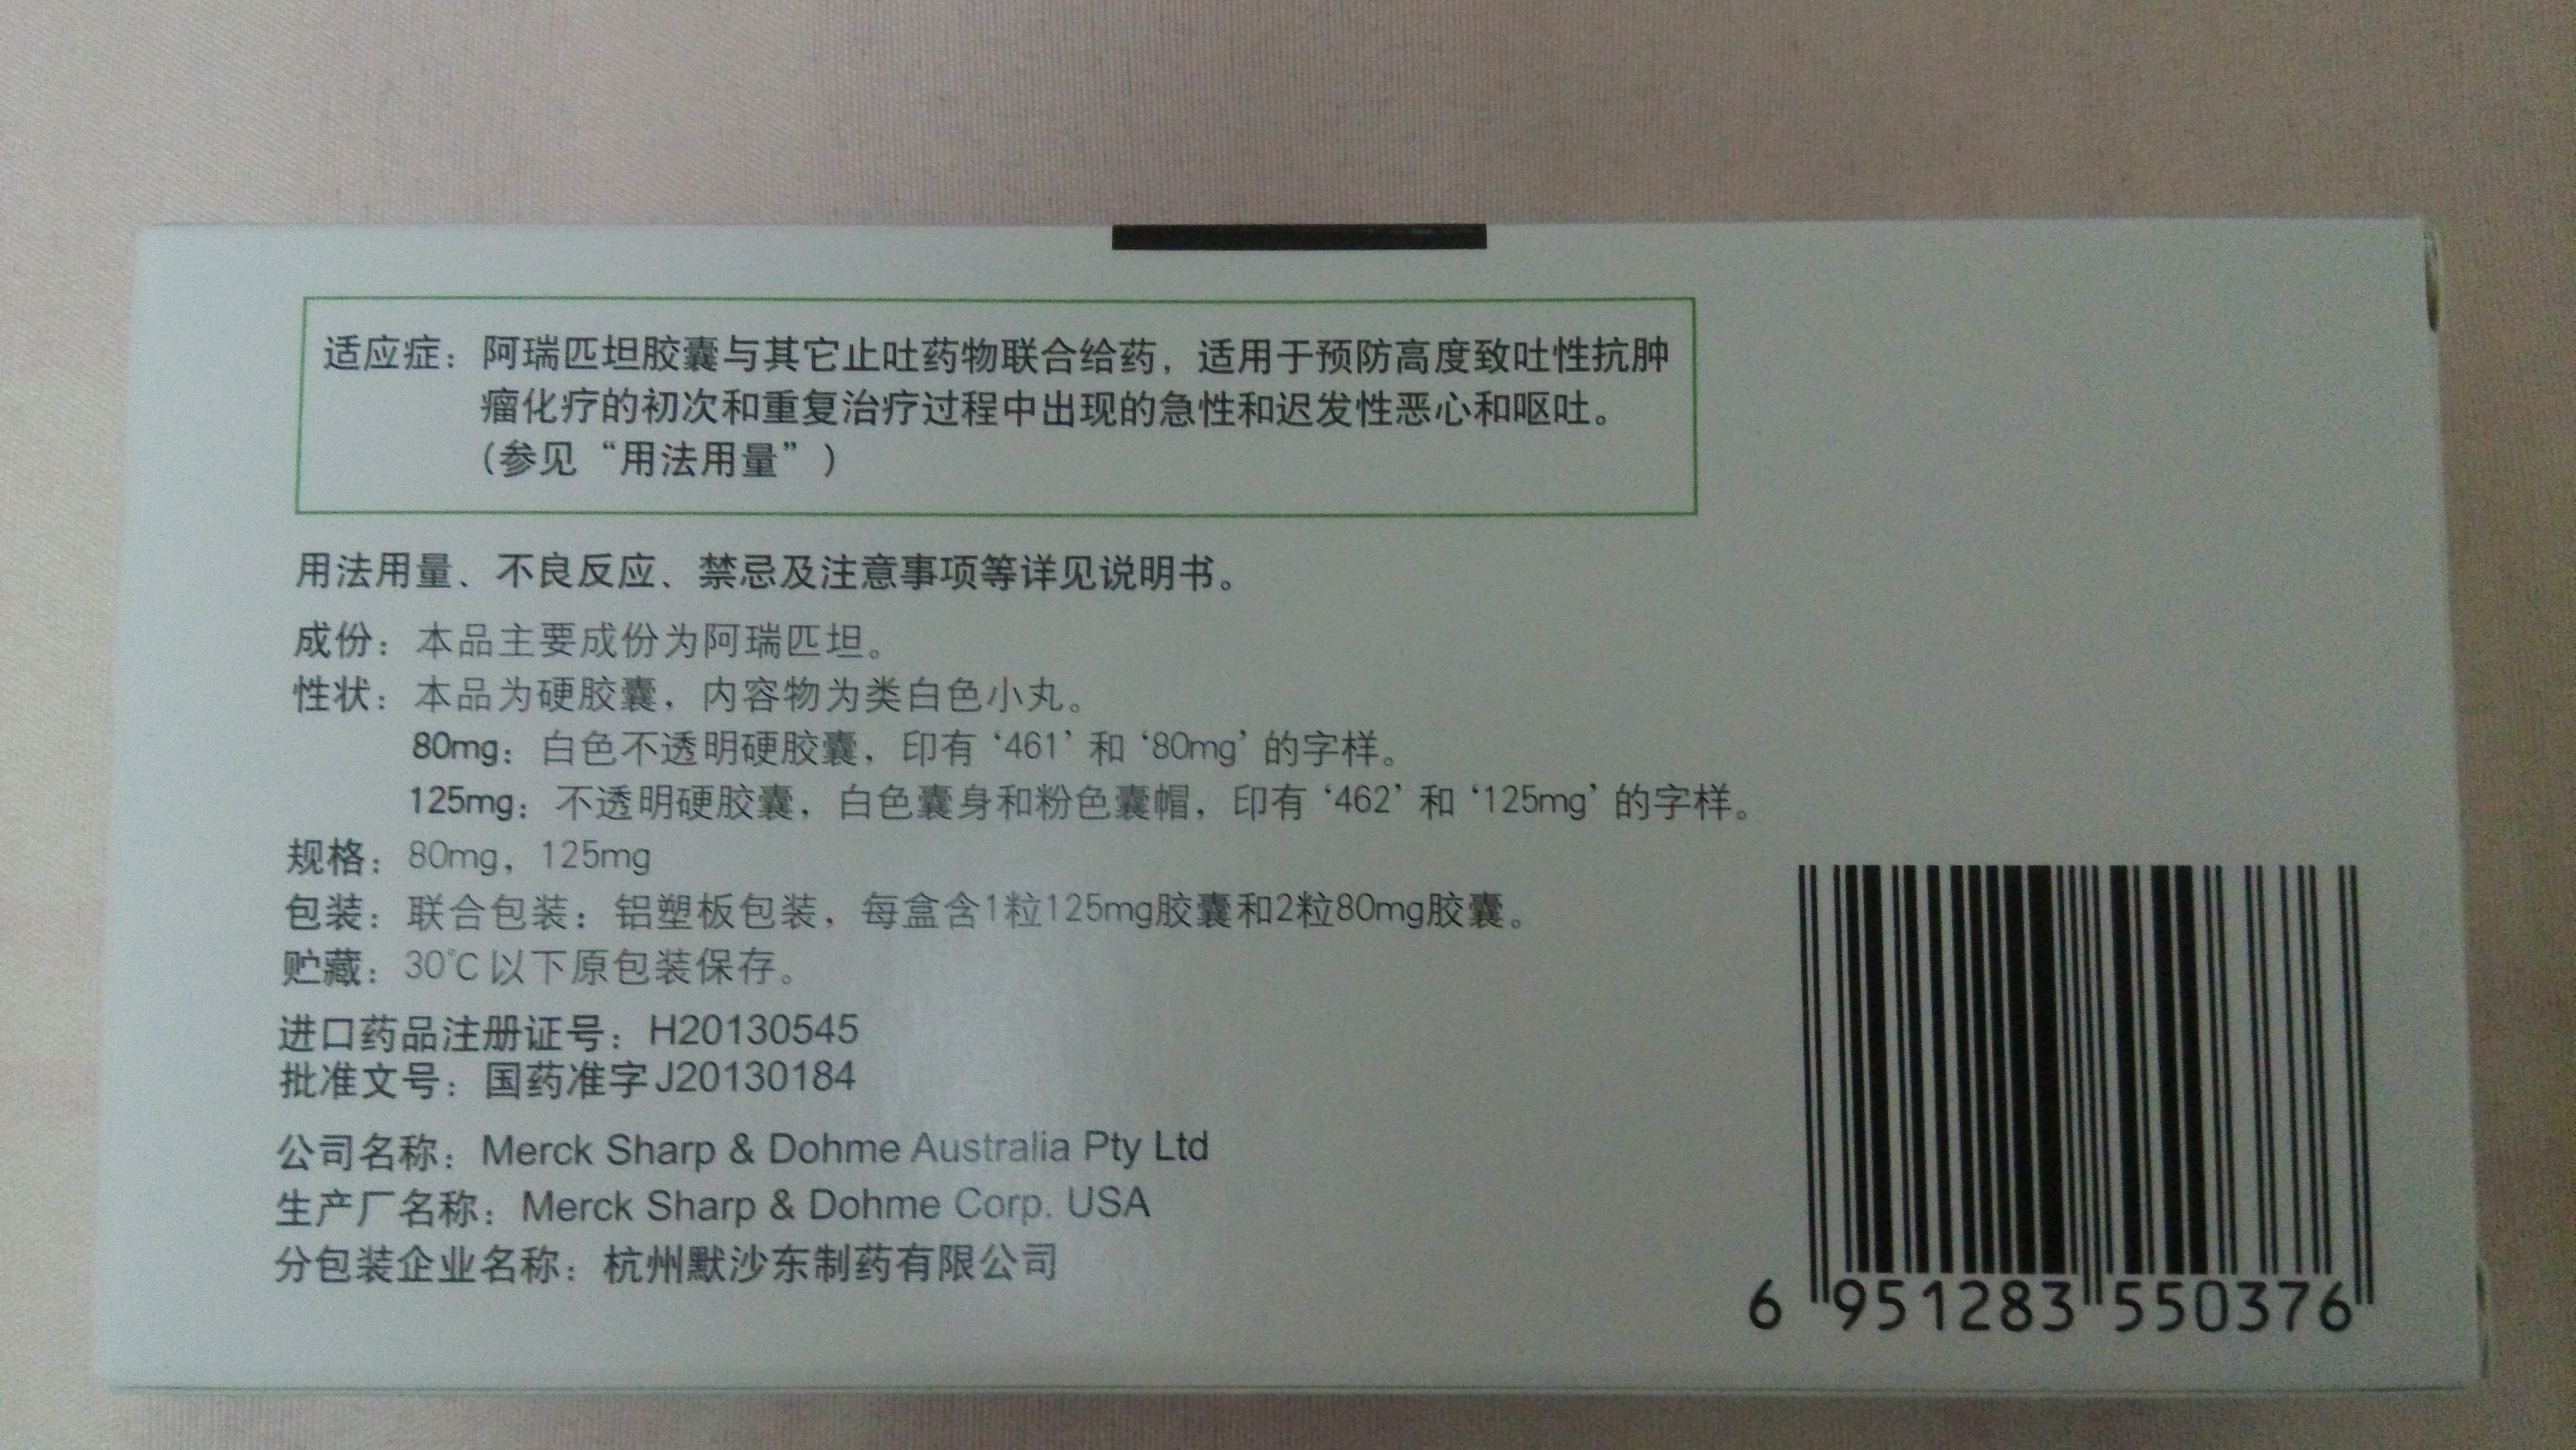 适应症：阿瑞匹坦胶囊与其它止吐药物联合给药，适用于预防高度致吐性抗肿
瘤化疗的初次和重复治疗过程中出现的急性和迟发性恶心和呕吐。
（参见“用法用量”）
用法用量、不良反应、禁忌及注意事项等详见说明书。
成份：本品主要成份为阿瑞匹坦。
性状：本品为硬胶囊，内容物为类白色小丸。
80mg：白色不透明硬胶囊，印有‘461’和‘80mg’的字样。
125mg：不透明硬胶囊，白色囊身和粉色囊帽，印有‘462’和‘125mg’的字样。
规格：80mg，125mg
包装：联合包装：铝塑板包装，每盒含1粒125mg胶囊和2粒80mg胶囊。
贮藏：30℃以下原包装保存。
进口药品注册证号：H20130545
批准文号：国药准字J20130184
公司名称：Merck Sharp & Dohme Australia Pty Ltd
生产厂名称：Merck Sharp & Dohme Corp. USA
分包装企业名称：杭州默沙东制药有限公司
6 951283 550376